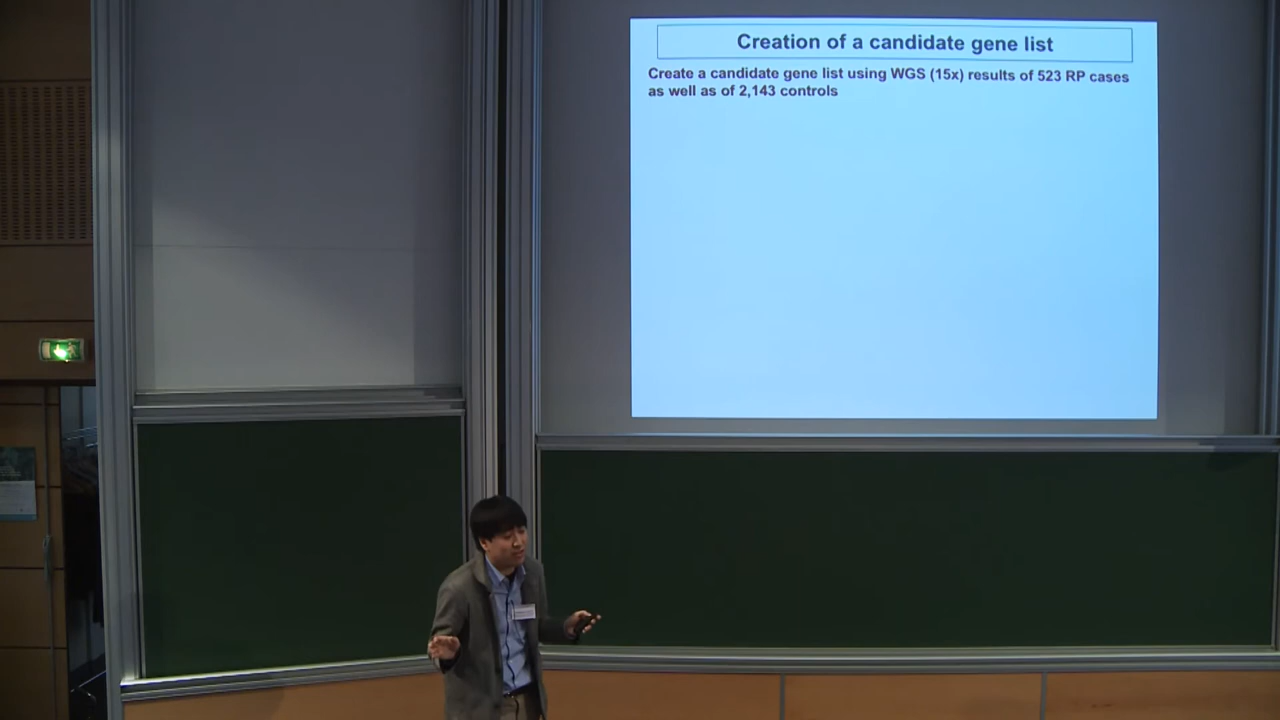 Creation of a candidate gene list
Create a candidate gene list using WGS (15x) results of 523 RP cases
as well as of 2,143 controls